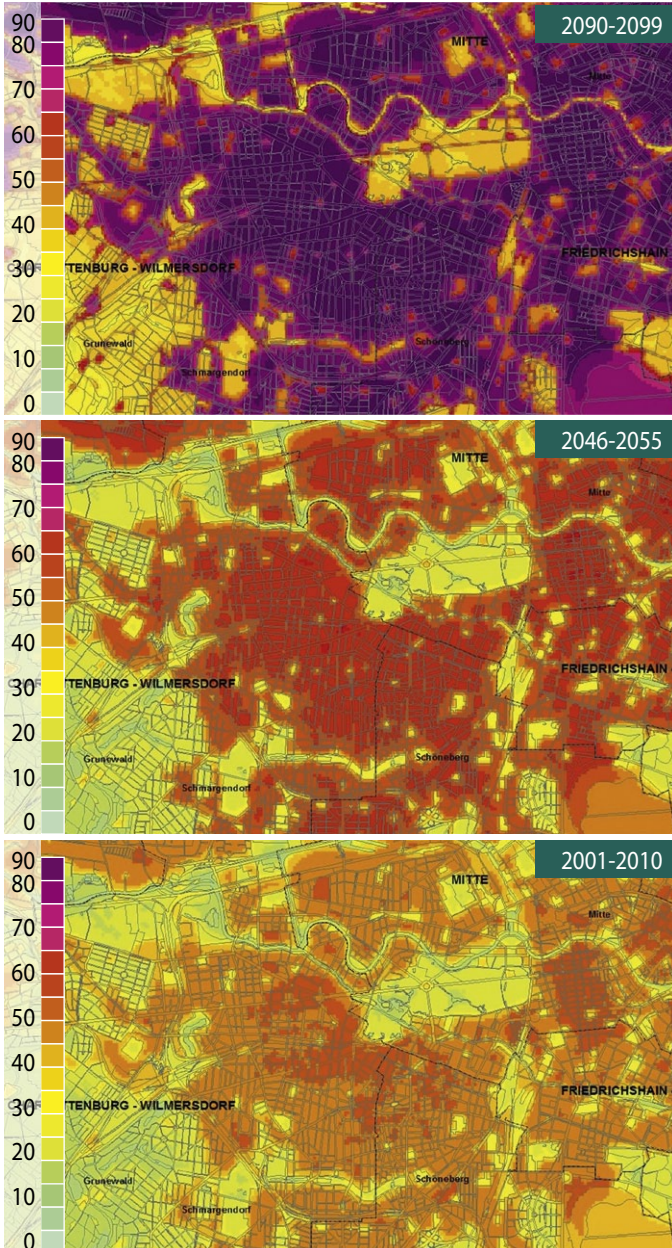 2090-2099
90
80
70
60
50
40
30
20
10
0
MITTE
Mitte
FRIEDRICHSHAIN
TTENBURG - WILMERSDORF
Grunewald
Schmargendorf
Schöneberg
2046-2055
90
80
70
60
50
40
30
20
10
0
MITTE
Mitte
FRIEDRICHSHAIN
TTENBURG - WILMERSDORF
Grunewald
Schmargendorf
Schöneberg
2001-2010
90
80
70
60
50
40
30
20
10
0
MITTE
Mitte
FRIEDRICHSHAIN
TTENBURG - WILMERSDORF
Grunewald
Schmargendorf
Schöneberg